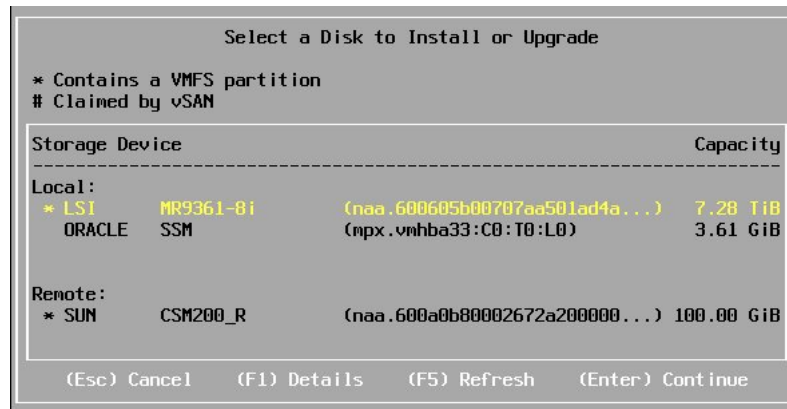 Select a Disk to Install or Upgrade
* Contains a VMFS partition
# Claimed by vSAN
Storage Device Capacity
--------------------------------------------------------------------
Local:
* LSI MR9361-8i (naa.600605b00707aa501ad4a...) 7.28 TiB
ORACLE SSM (mpx.vmhba33:C0:T0:L0) 3.61 GiB
Remote:
* SUN CSM200_R (naa.600a0b80002672a200000...) 100.00 GiB
(Esc) Cancel (F1) Details (F5) Refresh (Enter) Continue